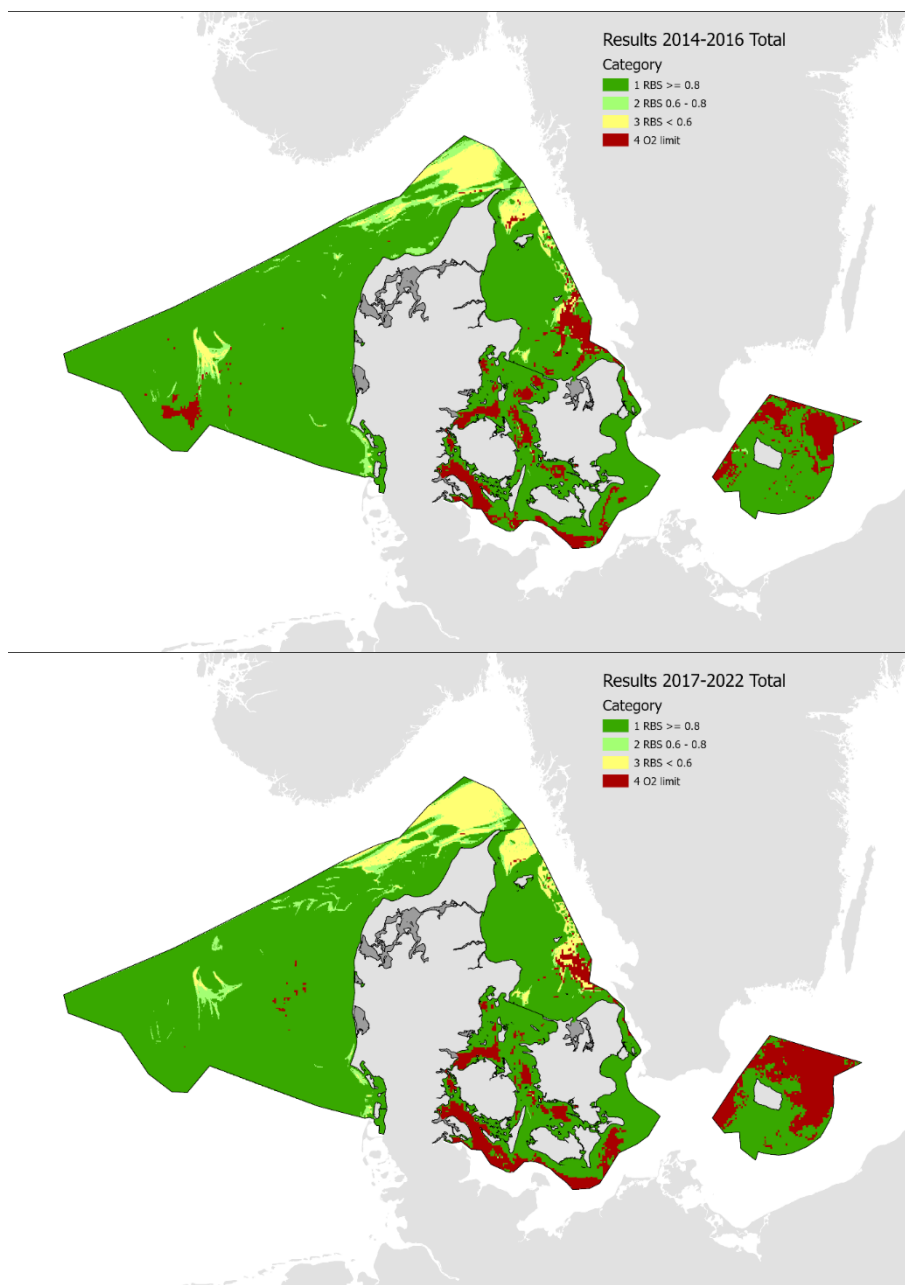 Results 2014-2016 Total
Category
1 RBS >= 0.8
2 RBS 0.6 - 0.8
3 RBS < 0.6
4 O2 limit
Results 2017-2022 Total
Category
1 RBS >= 0.8
2 RBS 0.6 - 0.8
3 RBS < 0.6
4 O2 limit